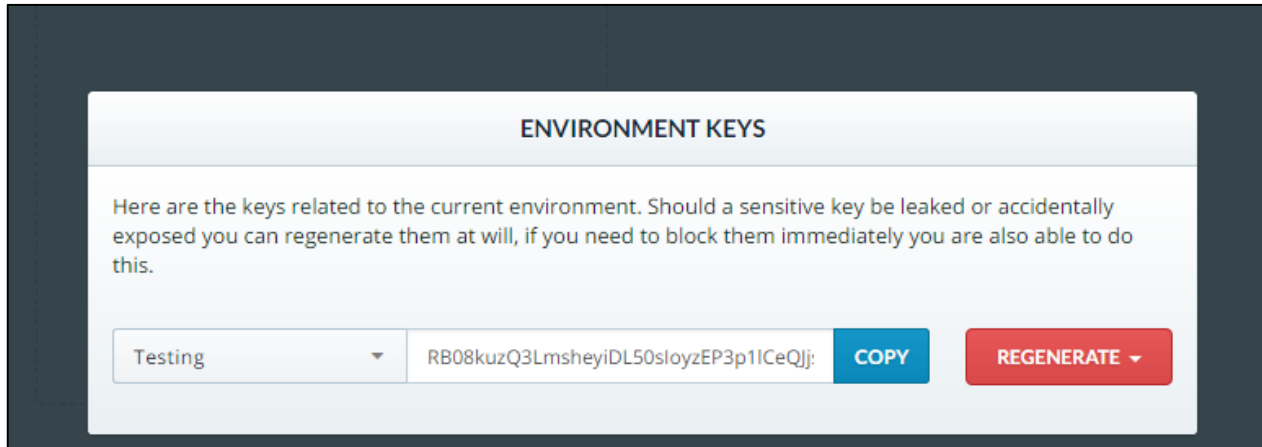 ENVIRONMENT KEYS
Here are the keys related to the current environment. Should a sensitive key be leaked or accidentally
exposed you can regenerate them at will, if you need to block them immediately you are also able to do
this.
Testing RB08kuzQ3LmsheyiDL50sloyzEP3p1lCeQJj COPY REGENERATE